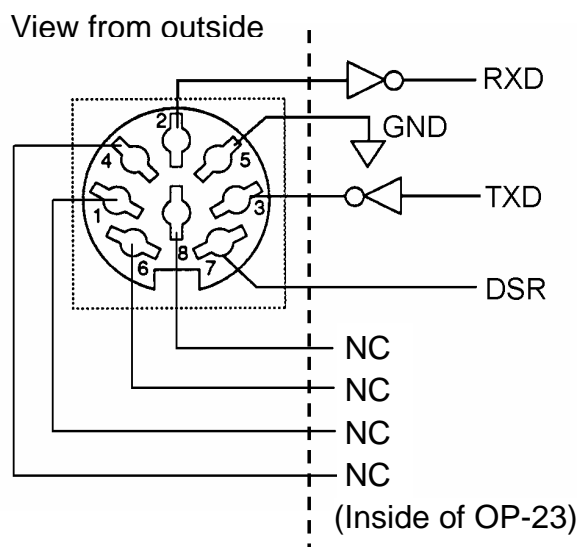 View from outside
RXD
2
GND
4
5
1
3
TXD
8
6
7
DSR
NC
NC
NC
NC
(Inside of OP-23)